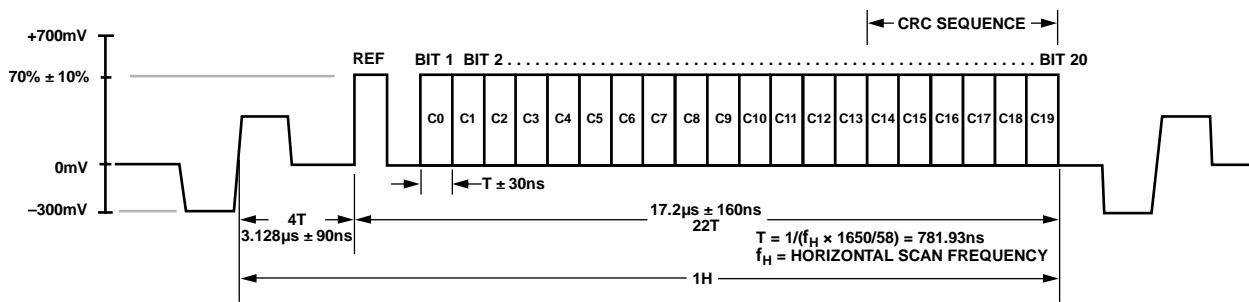 CRC SEQUENCE
+700mV
REF
BIT 1 BIT 2 . . . . . . . . . . . . . . . . . . . . . . . . . . . . . . . . . . . . . . . . . . . . . . . . . . . . . . . . . . . . . . . BIT 20
70% ± 10%
C0 C1 C2 C3 C4 C5 C6 C7 C8 C9 C10 C11 C12 C13 C14 C15 C16 C17 C18 C19
0mV
T ± 30ns
–300mV
4T
3.128µs ± 90ns
17.2µs ± 160ns
22T
T = 1/(fH × 1650/58) = 781.93ns
fH = HORIZONTAL SCAN FREQUENCY
1H